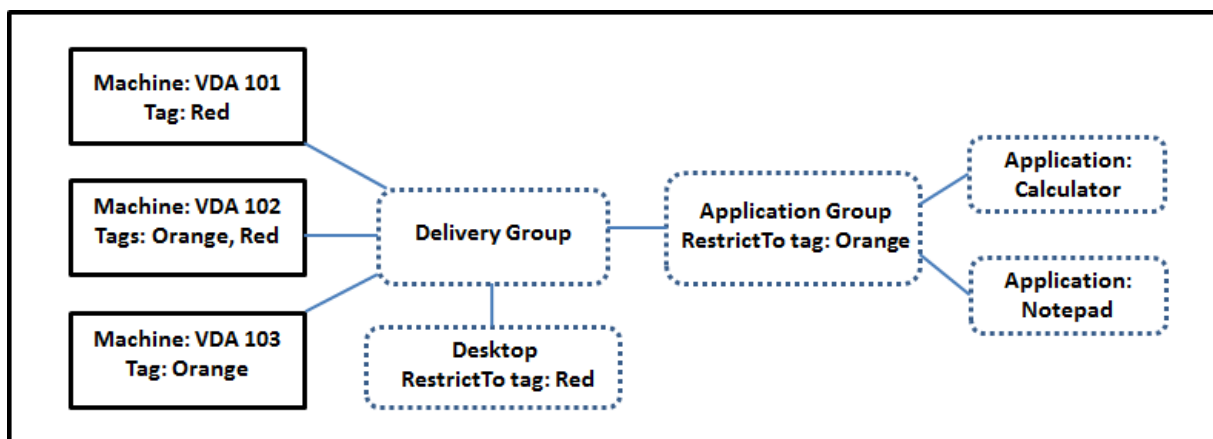 Machine: VDA 101
Tag: Red
Machine: VDA 102
Tags: Orange, Red
Machine: VDA 103
Tag: Orange
Delivery Group
Desktop
RestrictTo tag: Red
Application Group
RestrictTo tag: Orange
Application:
Calculator
Application:
Notepad